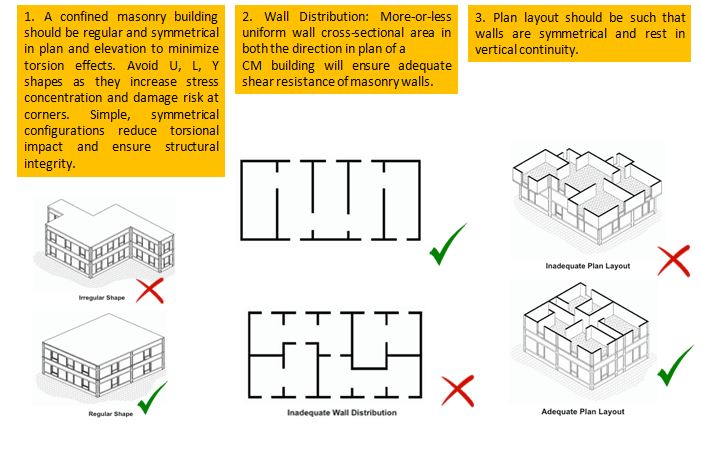 1. A confined masonry building
should be regular and symmetrical
in plan and elevation to minimize
torsion effects. Avoid U, L, Y
shapes as they increase stress
concentration and damage risk at
corners. Simple, symmetrical
configurations reduce torsional
impact and ensure structural
integrity.
2. Wall Distribution: More-or-less
uniform wall cross-sectional area in
both the direction in plan of a
CM building will ensure adequate
shear resistance of masonry walls.
3. Plan layout should be such that
walls are symmetrical and rest in
vertical continuity.
Irregular Shape
Regular Shape
Inadequate Wall Distribution
Inadequate Plan Layout
Adequate Plan Layout